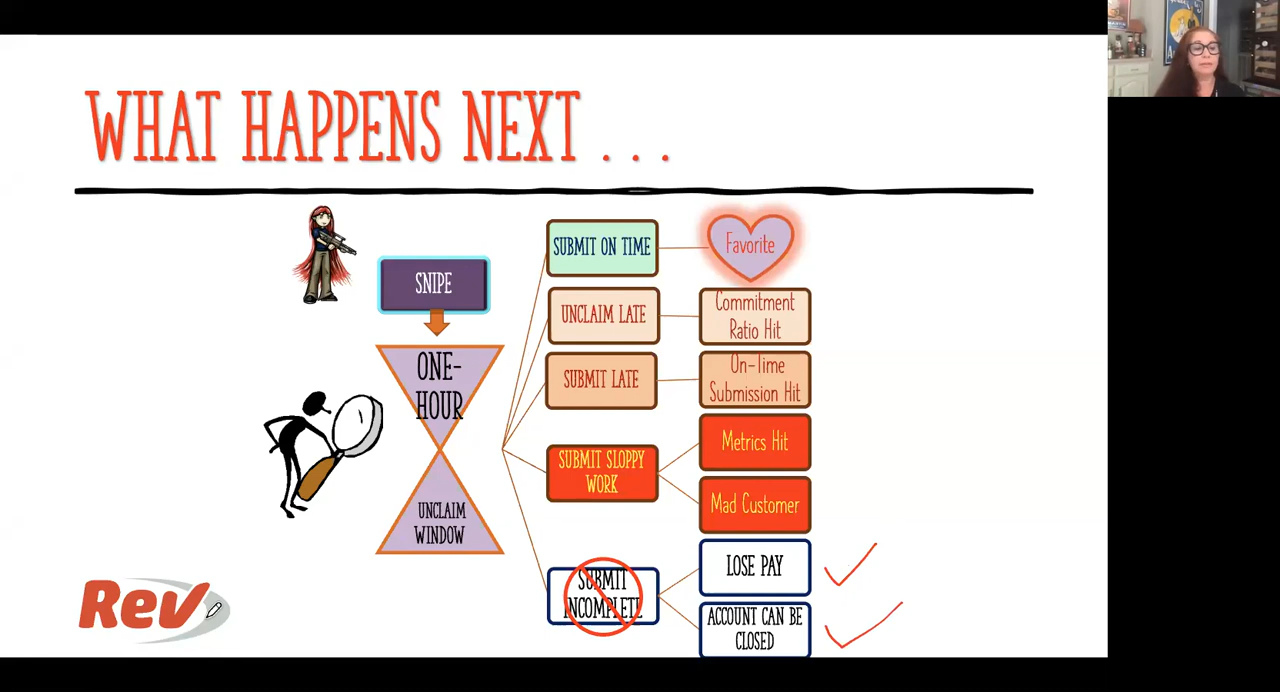 WHAT HAPPENS NEXT . . .
SNIPE
ONE-
HOUR
UNCLAIM
WINDOW
SUBMIT ON TIME
Favorite
UNCLAIM LATE
Commitment
Ratio Hit
SUBMIT LATE
On-Time
Submission Hit
SUBMIT SLOPPY
WORK
Metrics Hit
Mad Customer
SUBMIT
INCOMPLETE
LOSE PAY
ACCOUNT CAN BE
CLOSED
Rev